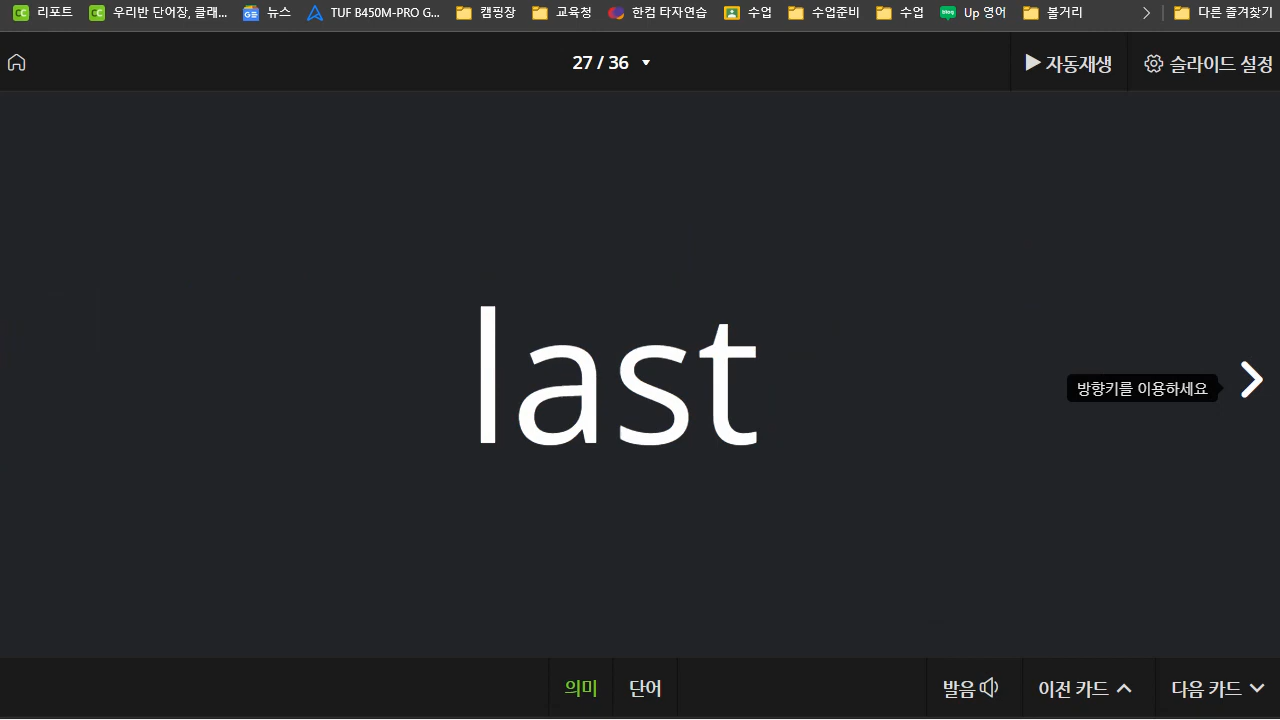 리포트 우리반 단어장, 클래... 뉴스 TUF B450M-PRO G... 캠핑장 교육청 한컴 타자연습 수업 수업준비 수업 Up 영어 볼거리 다른 즐겨찾기
27 / 36 자동재생 슬라이드 설정
last
방향키를 이용하세요
의미 단어 발음 이전 카드 다음 카드